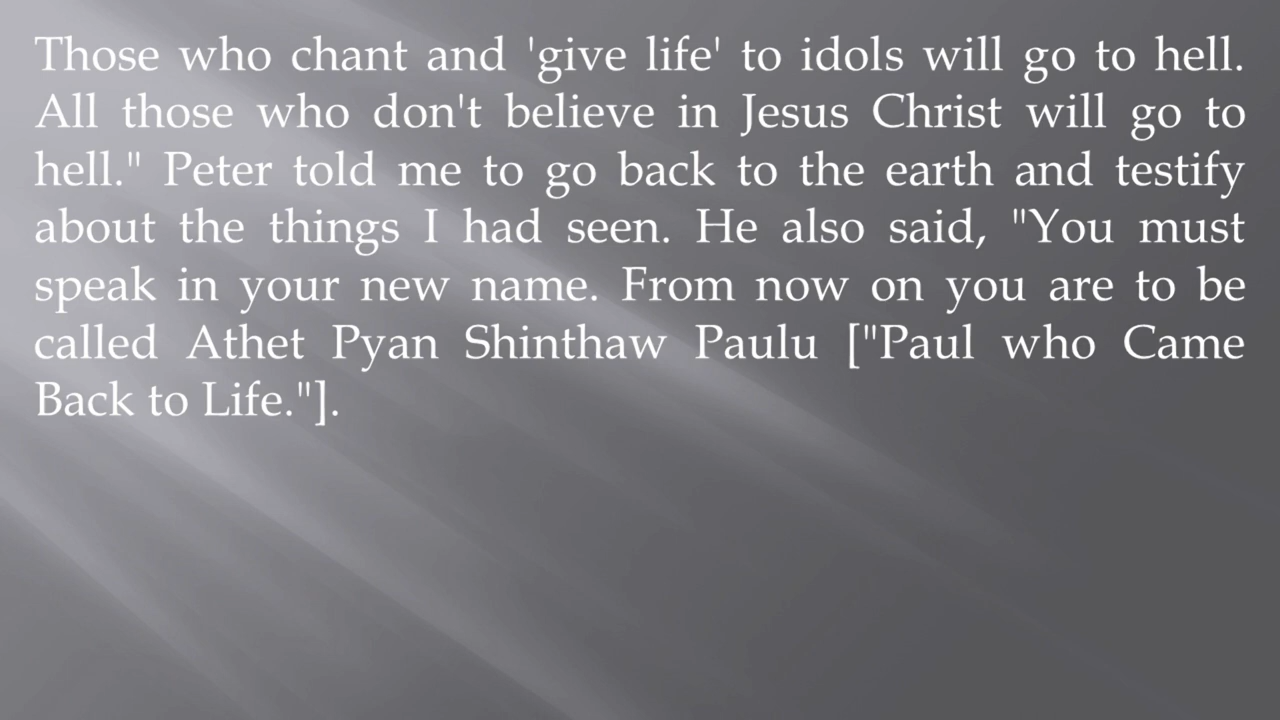 Those who chant and 'give life' to idols will go to hell.
All those who don't believe in Jesus Christ will go to
hell." Peter told me to go back to the earth and testify
about the things I had seen. He also said, "You must
speak in your new name. From now on you are to be
called Athet Pyan Shinthaw Paulu ["Paul who Came
Back to Life."].